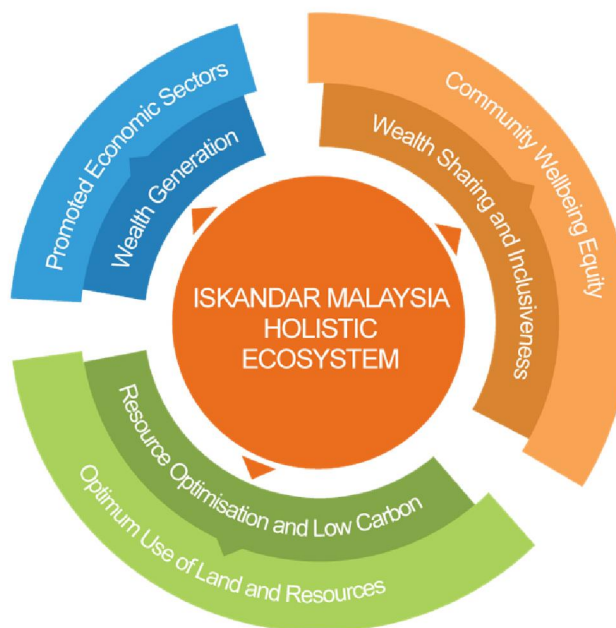 Promoted Economic Sectors
Wealth Generation
Community Wellbeing Equity
Wealth Sharing and Inclusiveness
ISKANDAR MALAYSIA
HOLISTIC
ECOSYSTEM
Resource Optimisation and Low Carbon
Optimum Use of Land and Resources